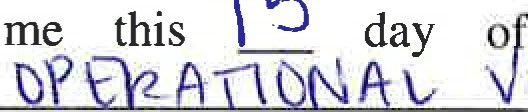 me this 15 day of
OPERATIONAL V